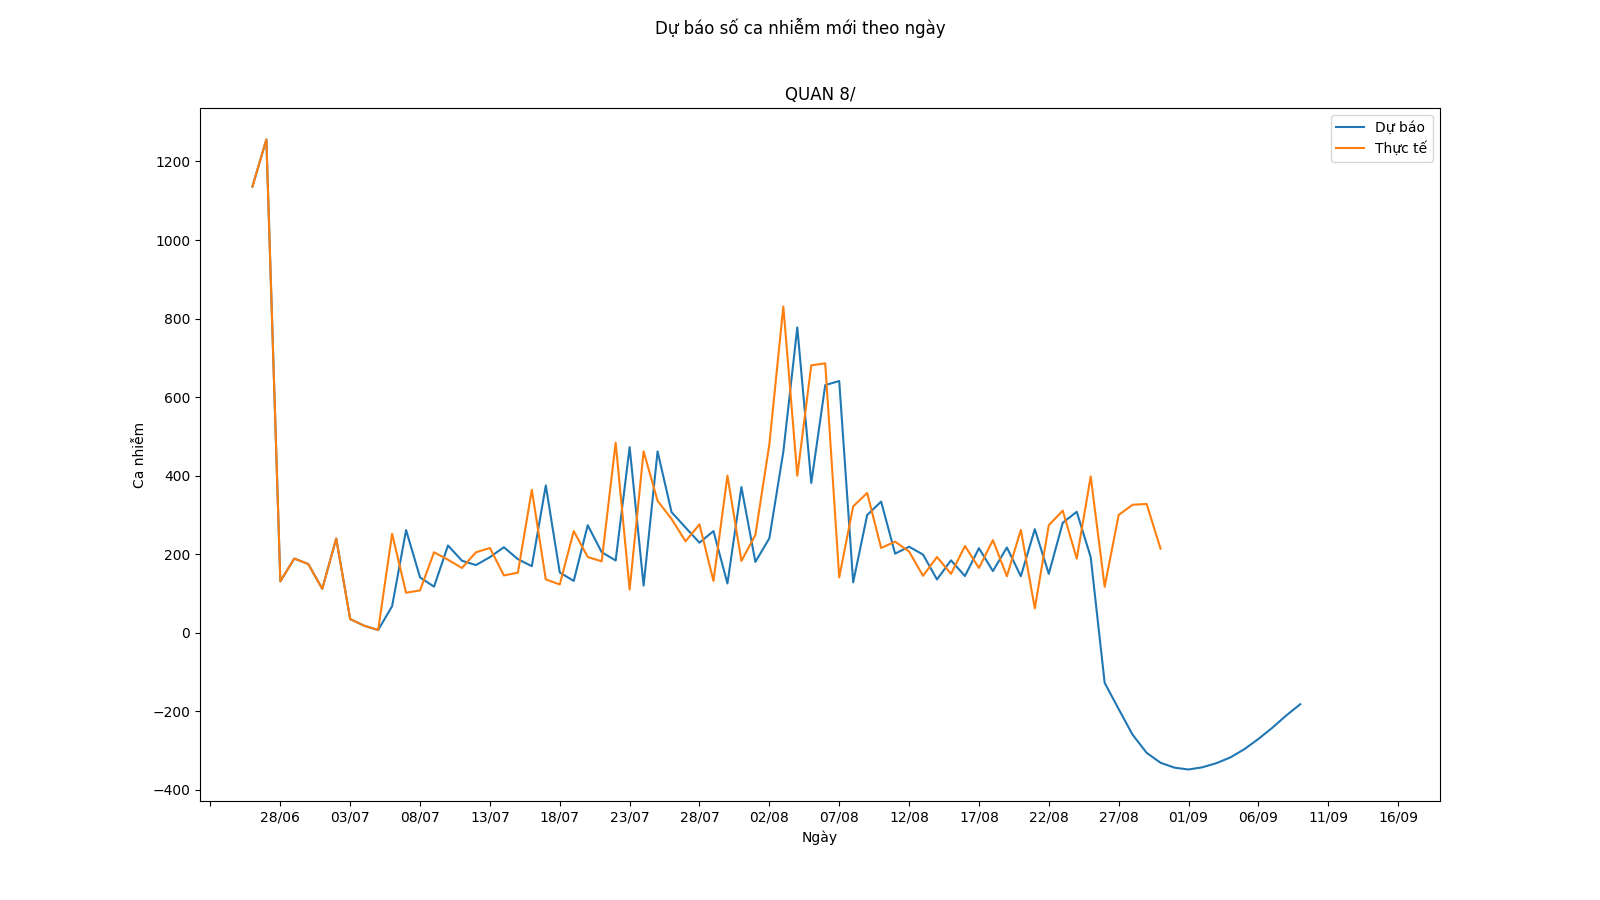 Dự báo số ca nhiễm mới theo ngày
QUAN 8/
Dự báo
Thực tế
1200
1000
800
600
400
200
0
−200
−400
Ca nhiễm
28/06 03/07 08/07 13/07 18/07 23/07 28/07 02/08 07/08 12/08 17/08 22/08 27/08 01/09 06/09 11/09 16/09
Ngày